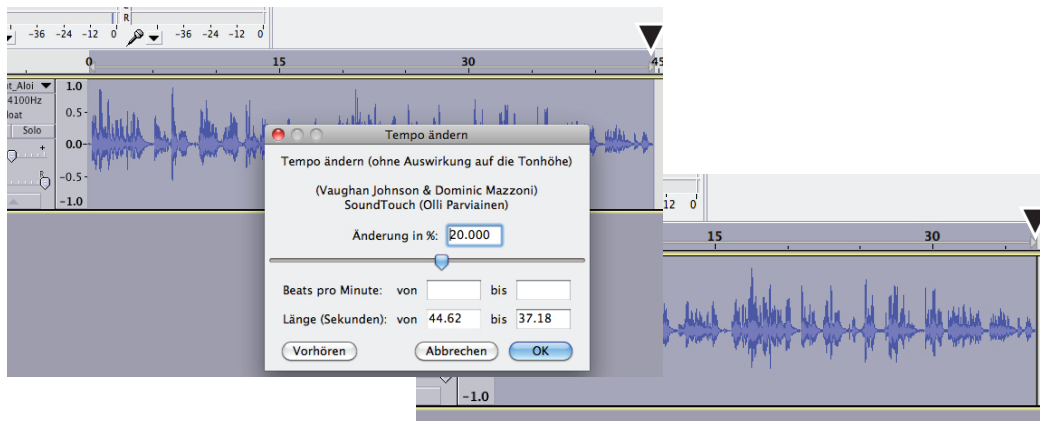 R
-36 -24 -12 0 -36 -24 -12 0
0 15 30 45
1.0
4100Hz
0.5-
Solo
0.0-
-0.5-
-1.0
Tempo ändern
Tempo ändern (ohne Auswirkung auf die Tonhöhe)
(Vaughan Johnson & Dominic Mazzoni)
SoundTouch (Olli Parviainen)
Änderung in %: 20.000
Beats pro Minute: von bis
Länge (Sekunden): von 44.62 bis 37.18
Vorhören Abbrechen OK
12 0
15 30
-1.0